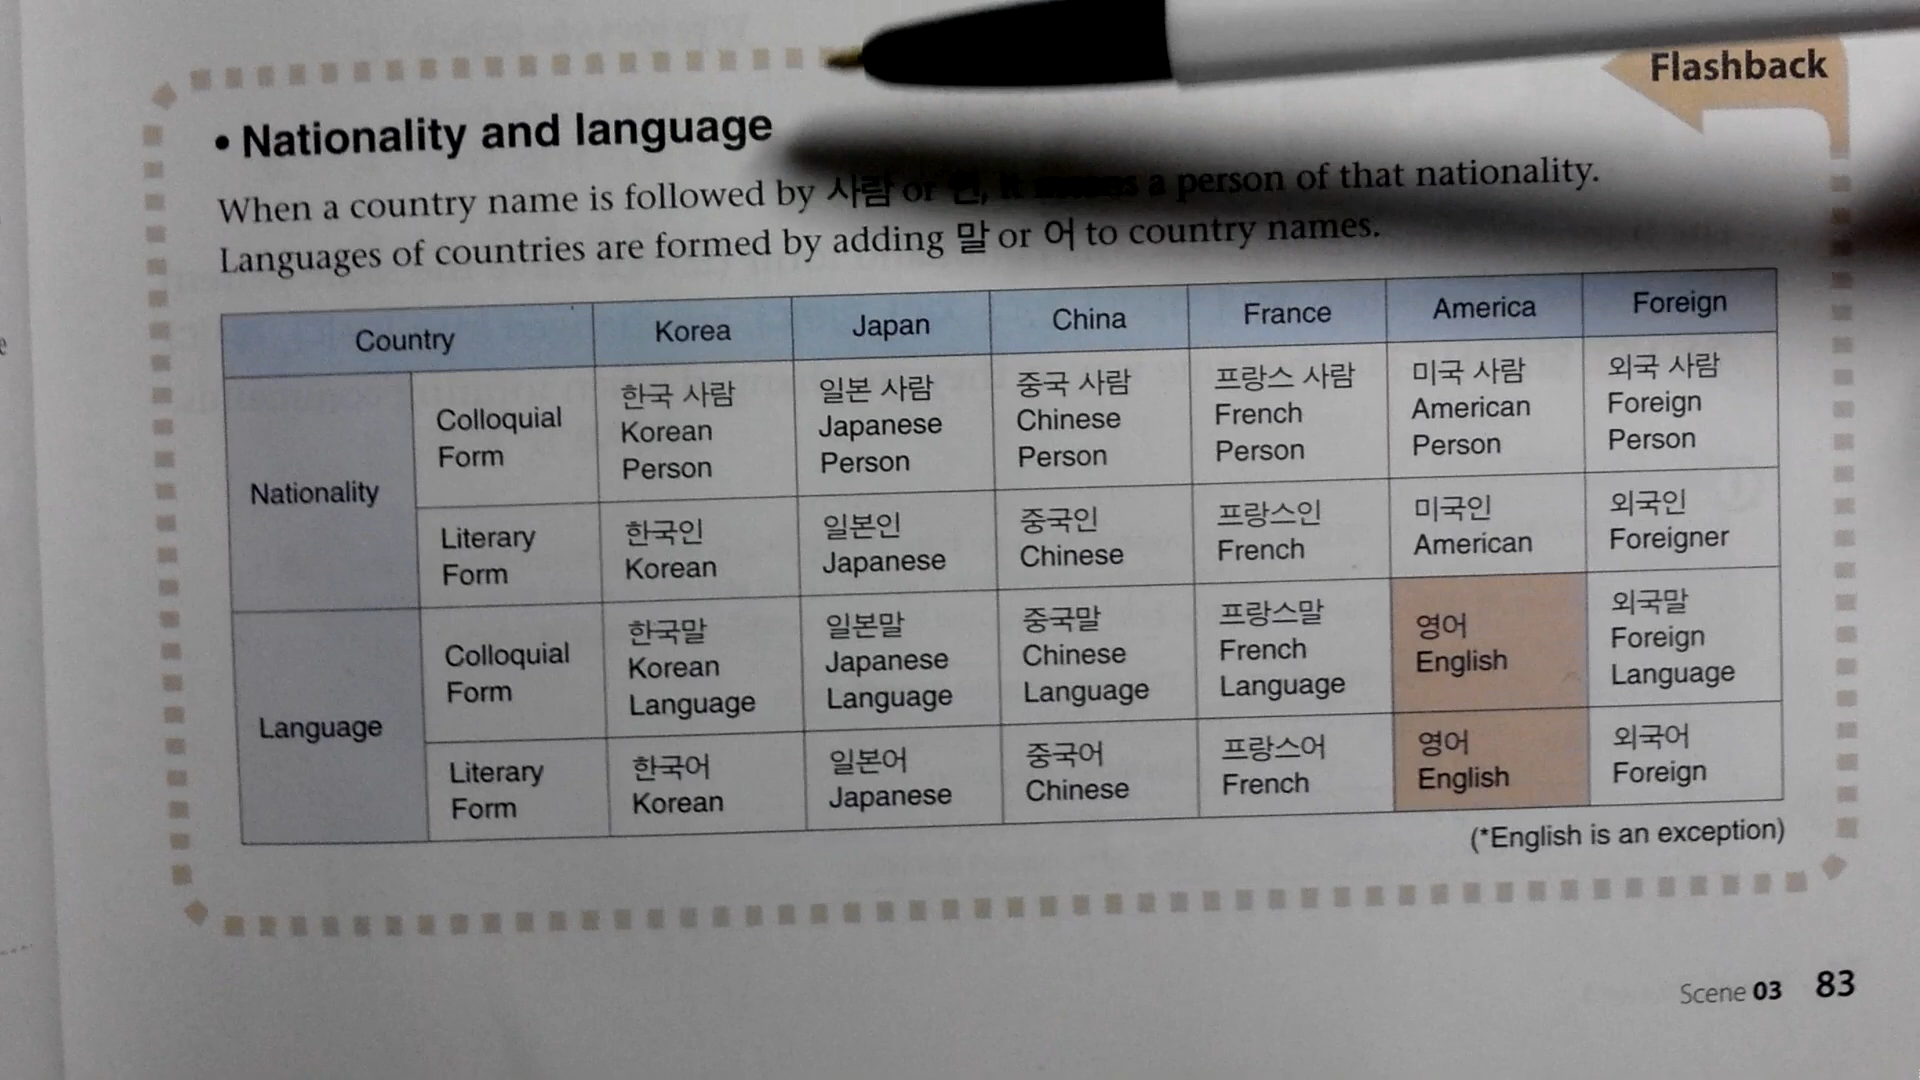 Flashback
• Nationality and language
When a country name is followed by 사람 or 인, it means a person of that nationality.
Languages of countries are formed by adding 말 or 어 to country names.
Country Korea Japan China France America Foreign
Nationality
Colloquial Form
한국 사람 Korean Person
일본 사람 Japanese Person
중국 사람 Chinese Person
프랑스 사람 French Person
미국 사람 American Person
외국 사람 Foreign Person
Literary Form
한국인 Korean
일본인 Japanese
중국인 Chinese
프랑스인 French
미국인 American
외국인 Foreigner
Language
Colloquial Form
한국말 Korean Language
일본말 Japanese Language
중국말 Chinese Language
프랑스말 French Language
영어 English
외국말 Foreign Language
Literary Form
한국어 Korean
일본어 Japanese
중국어 Chinese
프랑스어 French
영어 English
외국어 Foreign
(*English is an exception)
Scene 03 83